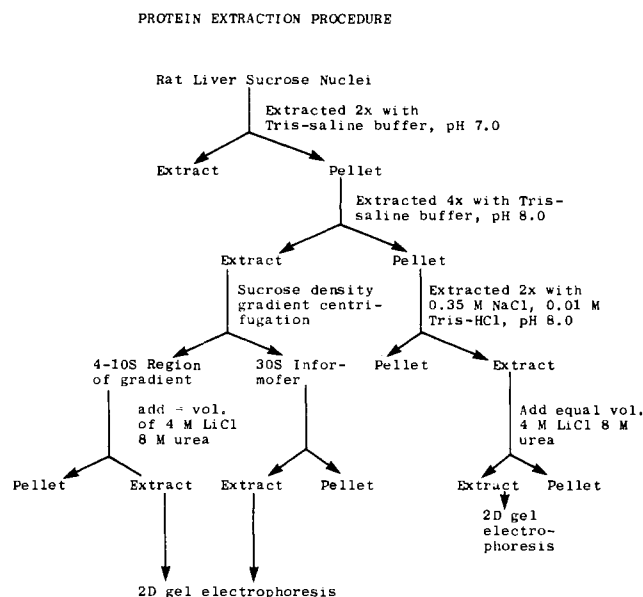 PROTEIN EXTRACTION PROCEDURE
Rat Liver Sucrose Nuclei
Extracted 2x with
Tris-saline buffer, pH 7.0
Extract
Pellet
Extracted 4x with Tris-
saline buffer, pH 8.0
Extract
Pellet
Sucrose density
gradient centri-
fugation
Extracted 2x with
0.35 M NaCl, 0.01 M
Tris-HCl, pH 8.0
4-10S Region
of gradient
30S Infor-
mofer
Pellet
Extract
add = vol.
of 4 M LiCl
8 M urea
Add equal vol.
4 M LiCl 8 M
urea
Pellet
Extract
Extract
Pellet
Extract
Pellet
2D gel
electro-
phoresis
2D gel electrophoresis